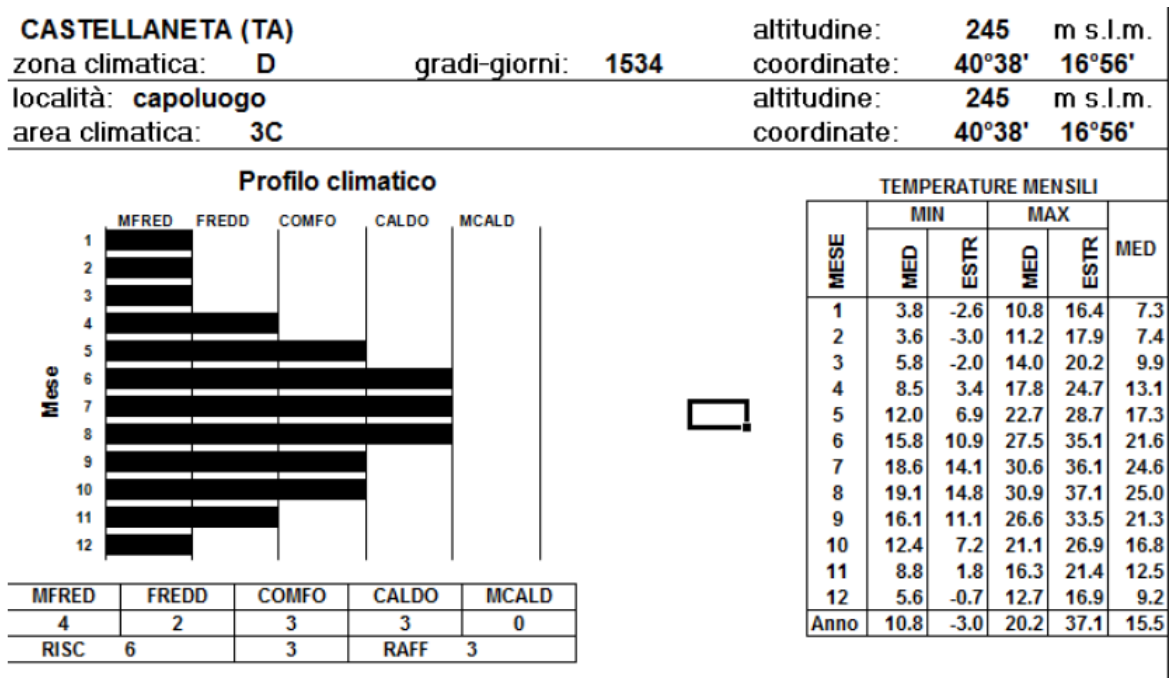 CASTELLANETA (TA) altitudine: 245 m s.l.m.
zona climatica: D gradi-giorni: 1534 coordinate: 40°38' 16°56'
località: capoluogo altitudine: 245 m s.l.m.
area climatica: 3C coordinate: 40°38' 16°56'
Profilo climatico
MFRED FREDD COMFO CALDO MCALD
Mese
1
2
3
4
5
6
7
8
9
10
11
12
MFRED FREDD COMFO CALDO MCALD
4 2 3 3 0
RISC 6 3 RAFF 3
TEMPERATURE MENSILI
MIN MAX
MESE MED ESTR MED ESTR MED
1 3.8 -2.6 10.8 16.4 7.3
2 3.6 -3.0 11.2 17.9 7.4
3 5.8 -2.0 14.0 20.2 9.9
4 8.5 3.4 17.8 24.7 13.1
5 12.0 6.9 22.7 28.7 17.3
6 15.8 10.9 27.5 35.1 21.6
7 18.6 14.1 30.6 36.1 24.6
8 19.1 14.8 30.9 37.1 25.0
9 16.1 11.1 26.6 33.5 21.3
10 12.4 7.2 21.1 26.9 16.8
11 8.8 1.8 16.3 21.4 12.5
12 5.6 -0.7 12.7 16.9 9.2
Anno 10.8 -3.0 20.2 37.1 15.5